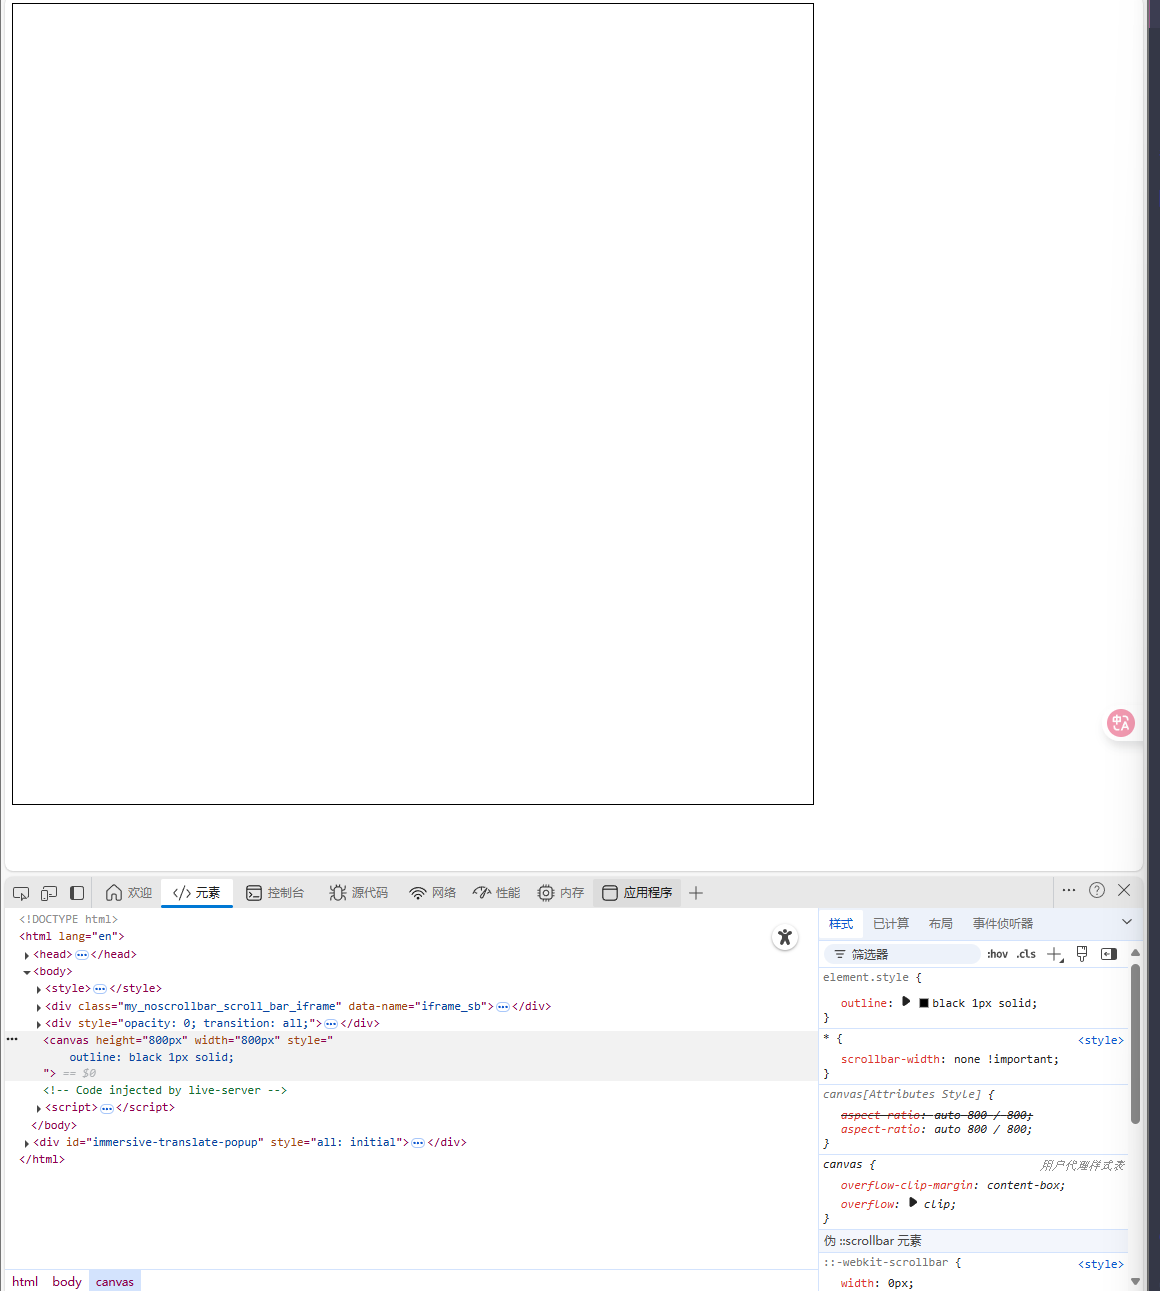 中 A
欢迎 </> 元素 控制台 源代码 网络 性能 内存 应用程序
<!DOCTYPE html>
<html lang="en">
<head> ••• </head>
<body>
<style> ••• </style>
<div class="my_noscrollbar_scroll_bar_iframe" data-name="iframe_sb"> ••• </div>
<div style="opacity: 0; transition: all;"> ••• </div>
<canvas height="800px" width="800px" style="
outline: black 1px solid;
"> == $0
<!-- Code injected by live-server -->
<script> ••• </script>
</body>
<div id="immersive-translate-popup" style="all: initial"> ••• </div>
</html>
html body canvas
样式 已计算 布局 事件侦听器
筛选器 :hov .cls
element.style {
outline: black 1px solid;
}
* { <style>
scrollbar-width: none !important;
}
canvas[Attributes Style] {
aspect-ratio: auto 800 / 800;
aspect-ratio: auto 800 / 800;
}
canvas { 用户代理样式表
overflow-clip-margin: content-box;
overflow: clip;
}
伪 ::scrollbar 元素
::-webkit-scrollbar { <style>
width: 0px;